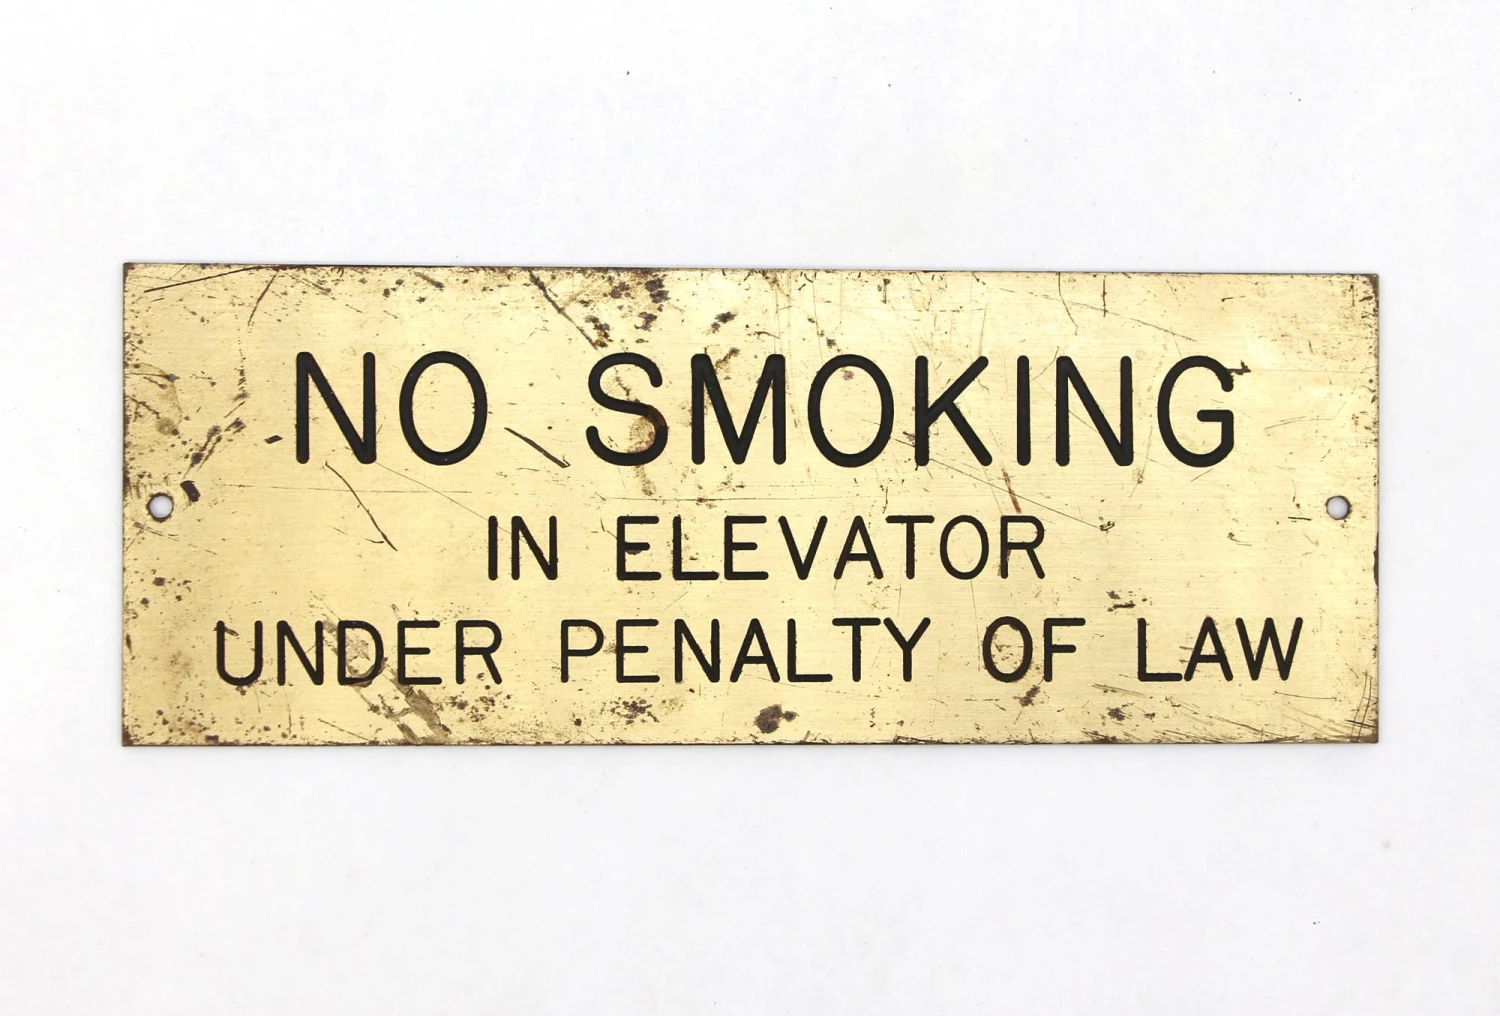 NO SMOKING
IN ELEVATOR
UNDER PENALTY OF LAW